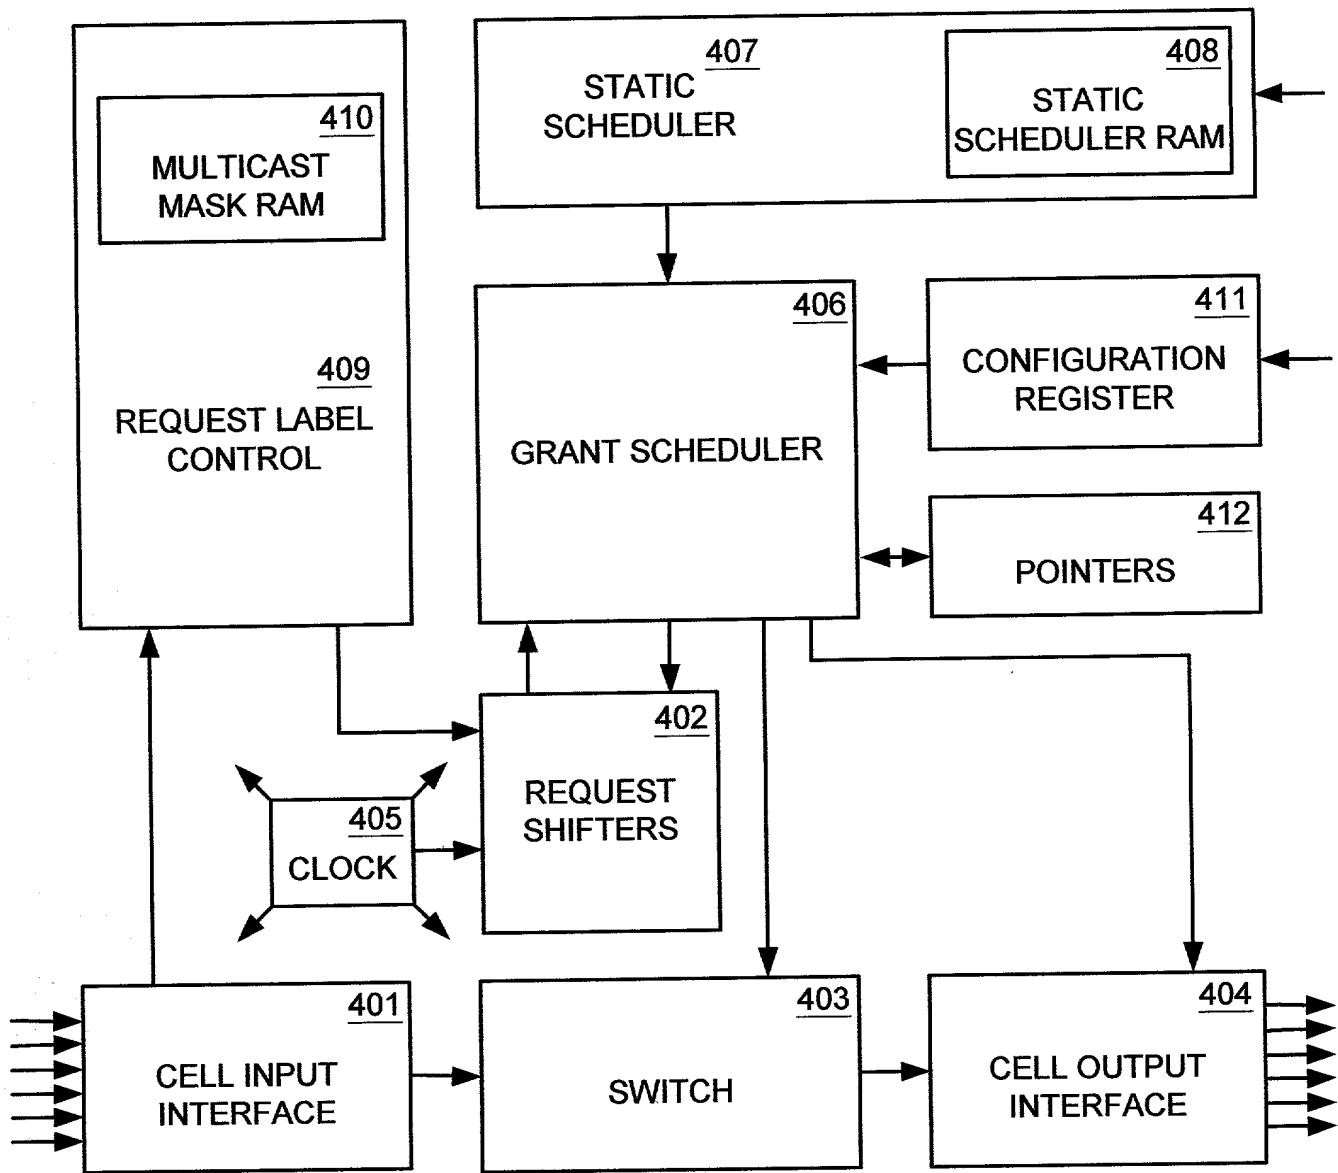 407
STATIC
SCHEDULER
408
STATIC
SCHEDULER RAM
410
MULTICAST
MASK RAM
409
REQUEST LABEL
CONTROL
406
GRANT SCHEDULER
411
CONFIGURATION
REGISTER
412
POINTERS
402
REQUEST
SHIFTERS
405
CLOCK
401
CELL INPUT
INTERFACE
403
SWITCH
404
CELL OUTPUT
INTERFACE